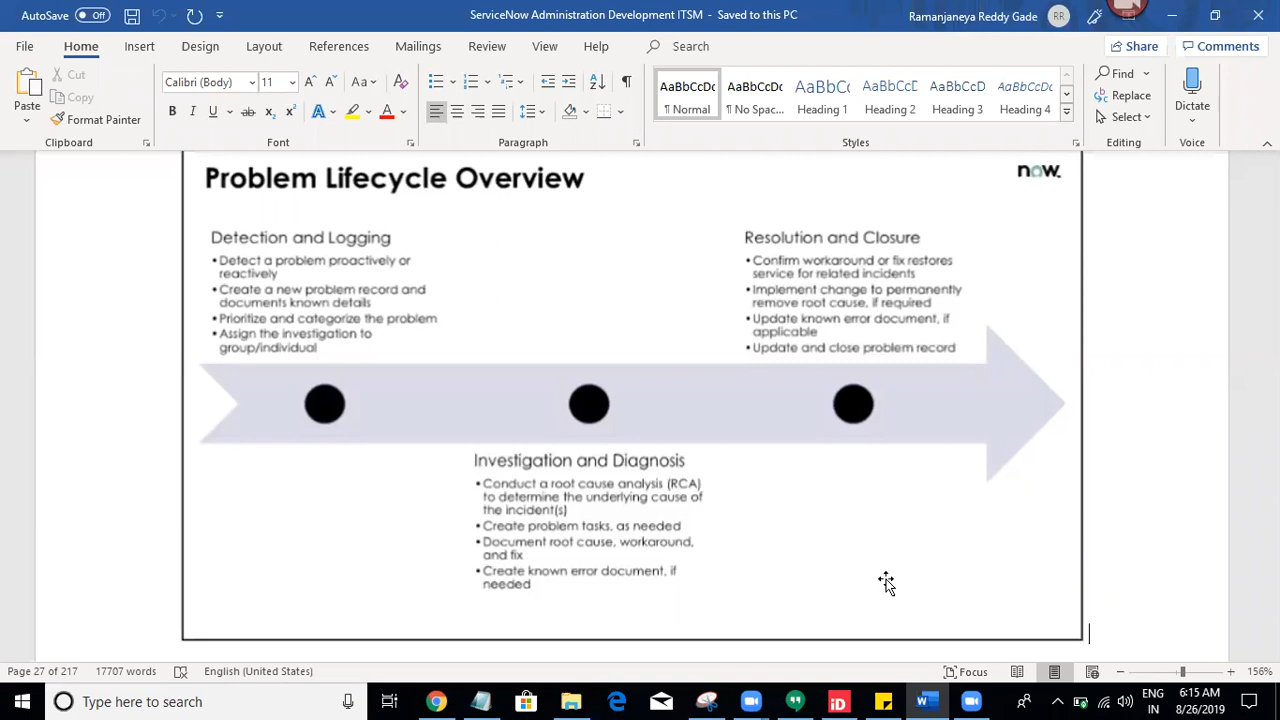 AutoSave Off
ServiceNow Administration Development ITSM - Saved to this PC
Ramanjaneya Reddy Gade RR
File Home Insert Design Layout References Mailings Review View Help Search Share Comments
Paste
Cut
Copy
Format Painter
Clipboard
Calibri (Body) 11
Font
Paragraph
AaBbCcDc AaBbCcDc AaBbCc AaBbCcD AaBbCcDc AaBbCcDc
¶ Normal ¶ No Spac... Heading 1 Heading 2 Heading 3 Heading 4
Styles
Find
Replace
Select
Editing
Dictate
Voice
Problem Lifecycle Overview
now
Detection and Logging
• Detect a problem proactively or
reactively
• Create a new problem record and
documents known details
• Prioritize and categorize the problem
• Assign the investigation to
group/individual
Investigation and Diagnosis
• Conduct a root cause analysis (RCA)
to determine the underlying cause of
the incident(s)
• Create problem tasks, as needed
• Document root cause, workaround,
and fix
• Create known error document, if
needed
Resolution and Closure
• Confirm workaround or fix restores
service for related incidents
• Implement change to permanently
remove root cause, if required
• Update known error document, if
applicable
• Update and close problem record
Page 27 of 217 17707 words English (United States) Focus 156%
Type here to search
ENG
IN
6:15 AM
8/26/2019